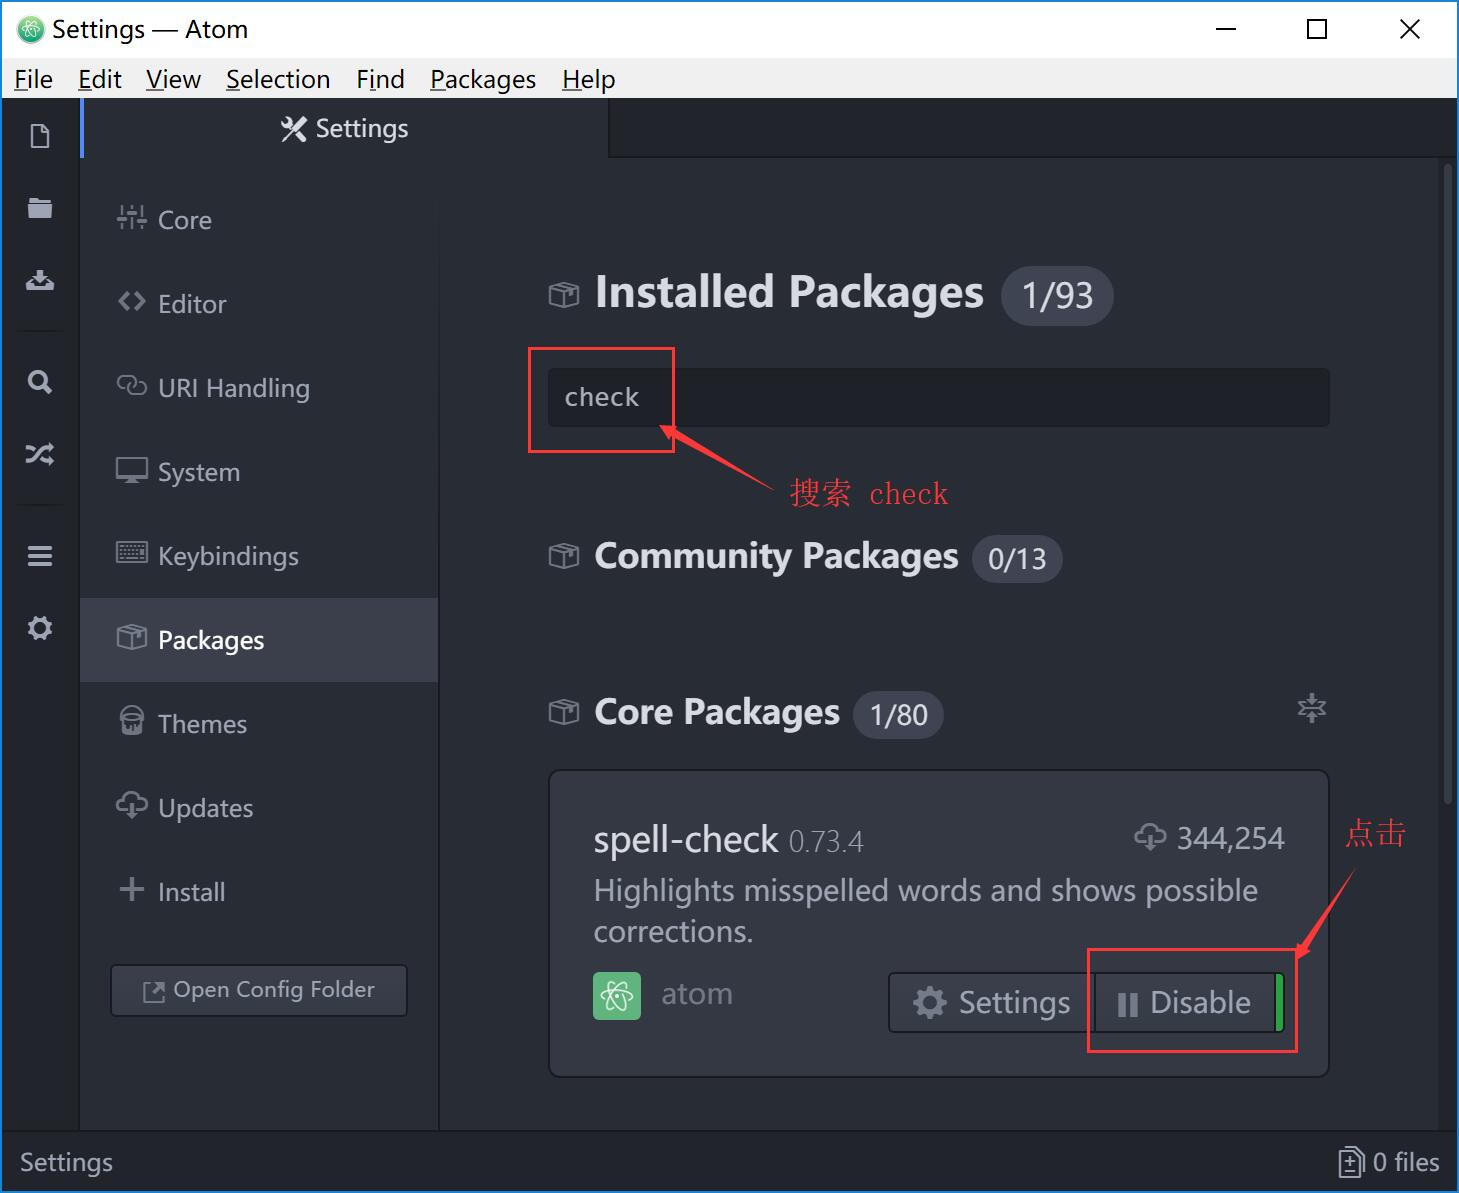 Settings — Atom
File Edit View Selection Find Packages Help
Settings
Core
Editor
URI Handling
System
Keybindings
Packages
Themes
Updates
Install
Open Config Folder
Installed Packages 1/93
check
搜索 check
Community Packages 0/13
Core Packages 1/80
spell-check 0.73.4 344,254
点击
Highlights misspelled words and shows possible
corrections.
atom Settings Disable
Settings 0 files